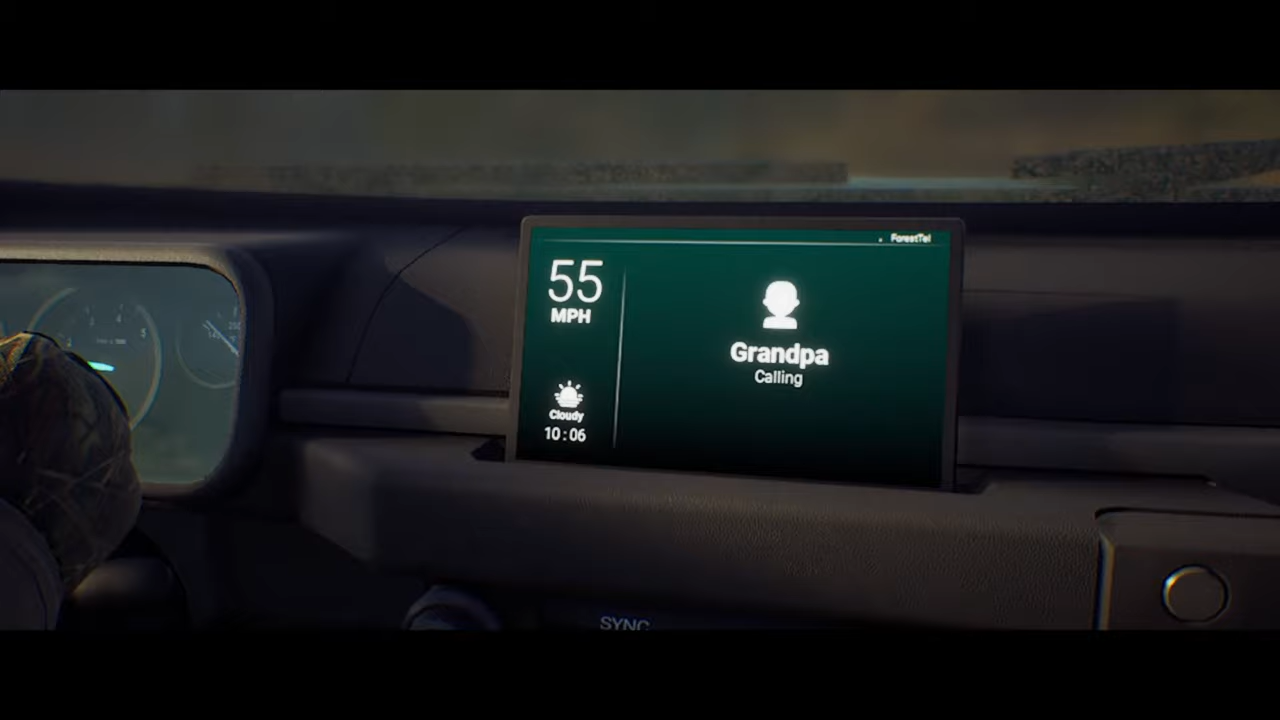 ForestTel
55
MPH
Grandpa
Calling
Cloudy
10:06
SYNC